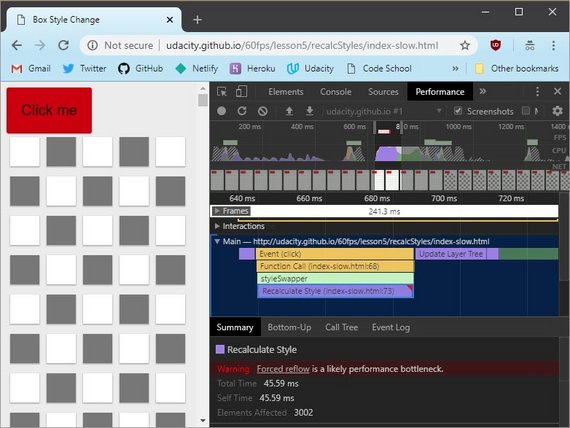 Box Style Change
Not secure | udacity.github.io/60fps/lesson5/recalcStyles/index-slow.html
Gmail Twitter GitHub Netlify Heroku Udacity Code School » Other bookmarks
Click me
Elements Console Sources Performance »
udacity.github.io #1 Screenshots
200 ms 400 ms 600 ms 8 ms 1000 ms 1200 ms 1400
FPS
CPU
NET
640 ms 660 ms 680 ms 700 ms 720 ms
Frames 241.3 ms
Interactions
Main — http://udacity.github.io/60fps/lesson5/recalcStyles/index-slow.html
Event (click) Update Layer Tree
Function Call (index-slow.html:68)
styleSwapper
Recalculate Style (index-slow.html:73)
Summary Bottom-Up Call Tree Event Log
Recalculate Style
Warning Forced reflow is a likely performance bottleneck.
Total Time 45.59 ms
Self Time 45.59 ms
Elements Affected 3002